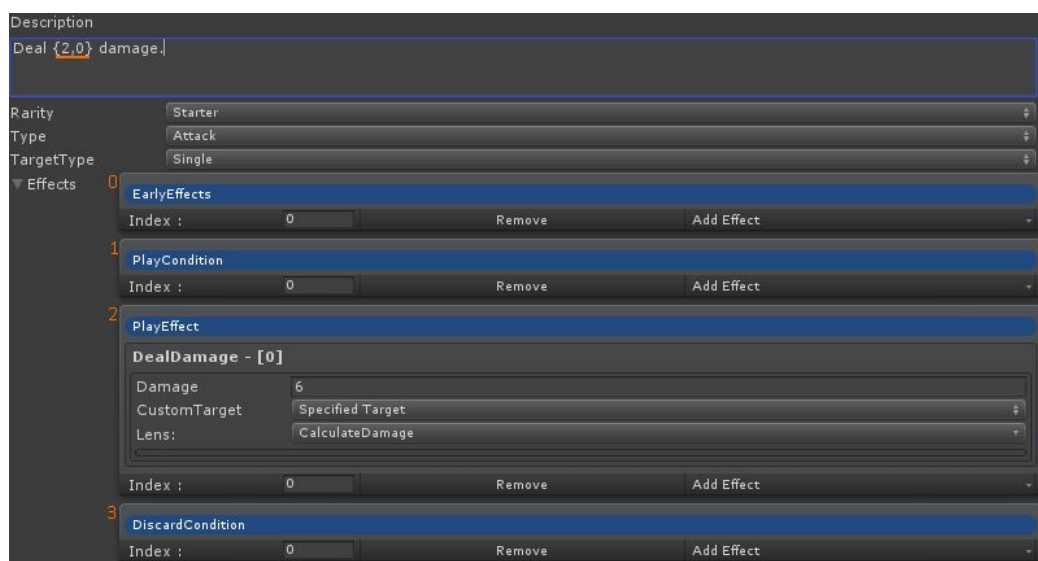 Description
Deal {2,0} damage.
Rarity Starter
Type Attack
TargetType Single
Effects 0
EarlyEffects
Index : 0 Remove Add Effect
1
PlayCondition
Index : 0 Remove Add Effect
2
PlayEffect
DealDamage - [0]
Damage 6
CustomTarget Specified Target
Lens: CalculateDamage
Index : 0 Remove Add Effect
3
DiscardCondition
Index : 0 Remove Add Effect